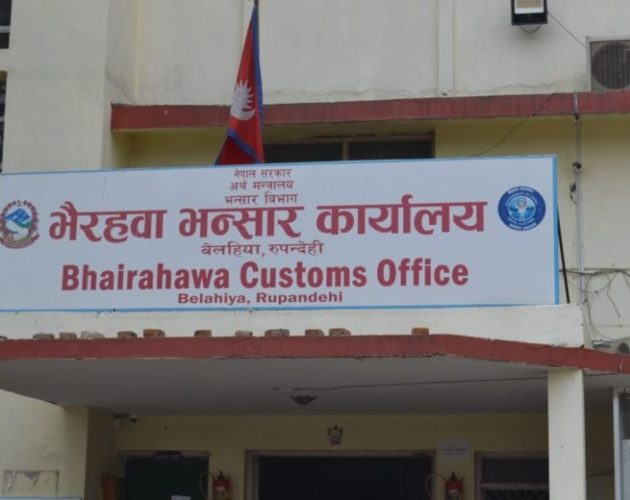 नेपाल सरकार
अर्थ मन्त्रालय
भन्सार विभाग
भैरहवा भन्सार कार्यालय
बेलहिया, रुपन्देही
Bhairahawa Customs Office
Belahiya, Rupandehi